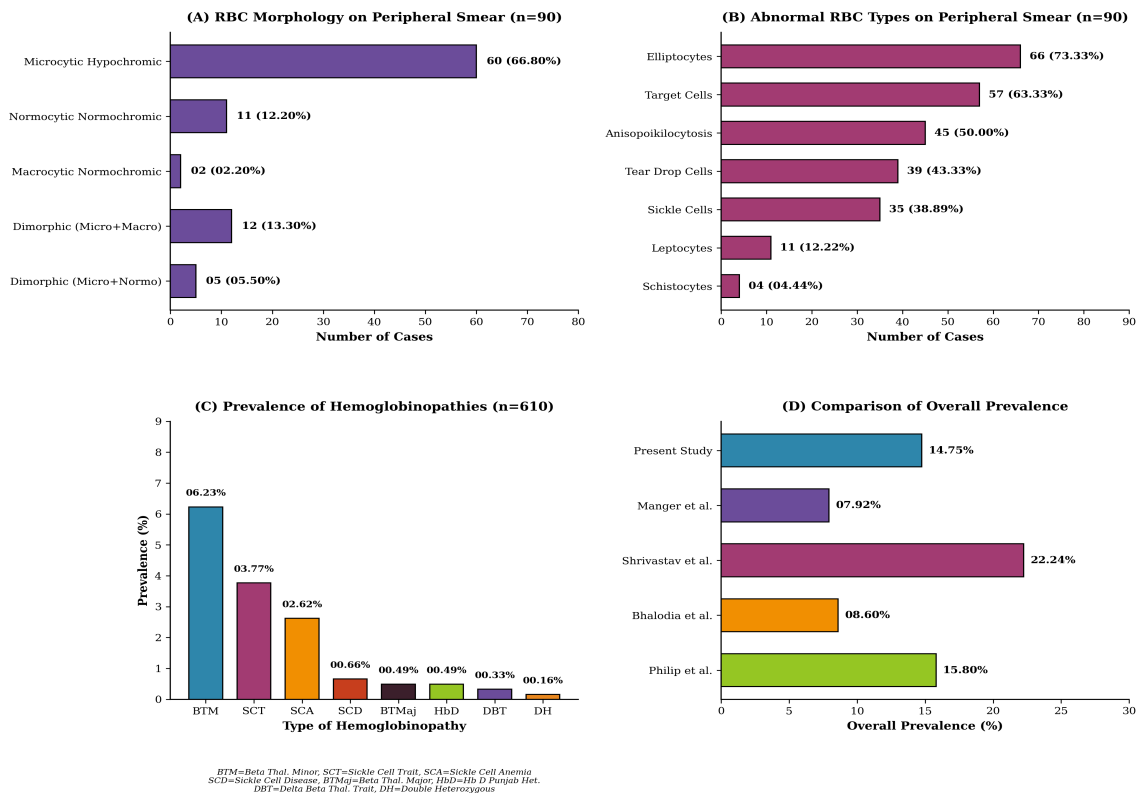 (A) RBC Morphology on Peripheral Smear (n=90)
Microcytic Hypochromic
60 (66.80%)
Normocytic Normochromic
11 (12.20%)
Macrocytic Normochromic
02 (02.20%)
Dimorphic (Micro+Macro)
12 (13.30%)
Dimorphic (Micro+Normo)
05 (05.50%)
0 10 20 30 40 50 60 70 80
Number of Cases
(B) Abnormal RBC Types on Peripheral Smear (n=90)
Elliptocytes
66 (73.33%)
Target Cells
57 (63.33%)
Anisopoikilocytosis
45 (50.00%)
Tear Drop Cells
39 (43.33%)
Sickle Cells
35 (38.89%)
Leptocytes
11 (12.22%)
Schistocytes
04 (04.44%)
0 10 20 30 40 50 60 70 80 90
Number of Cases
(C) Prevalence of Hemoglobinopathies (n=610)
Prevalence (%)
9
8
7
6
5
4
3
2
1
0
06.23%
03.77%
02.62%
00.66%
00.49%
00.49%
00.33%
00.16%
BTM SCT SCA SCD BTMaj HbD DBT DH
Type of Hemoglobinopathy
BTM=Beta Thal. Minor, SCT=Sickle Cell Trait, SCA=Sickle Cell Anemia
SCD=Sickle Cell Disease, BTMaj=Beta Thal. Major, HbD=Hb D Punjab Het.
DBT=Delta Beta Thal. Trait, DH=Double Heterozygous
(D) Comparison of Overall Prevalence
Present Study
14.75%
Manger et al.
07.92%
Shrivastav et al.
22.24%
Bhalodia et al.
08.60%
Philip et al.
15.80%
0 5 10 15 20 25 30
Overall Prevalence (%)